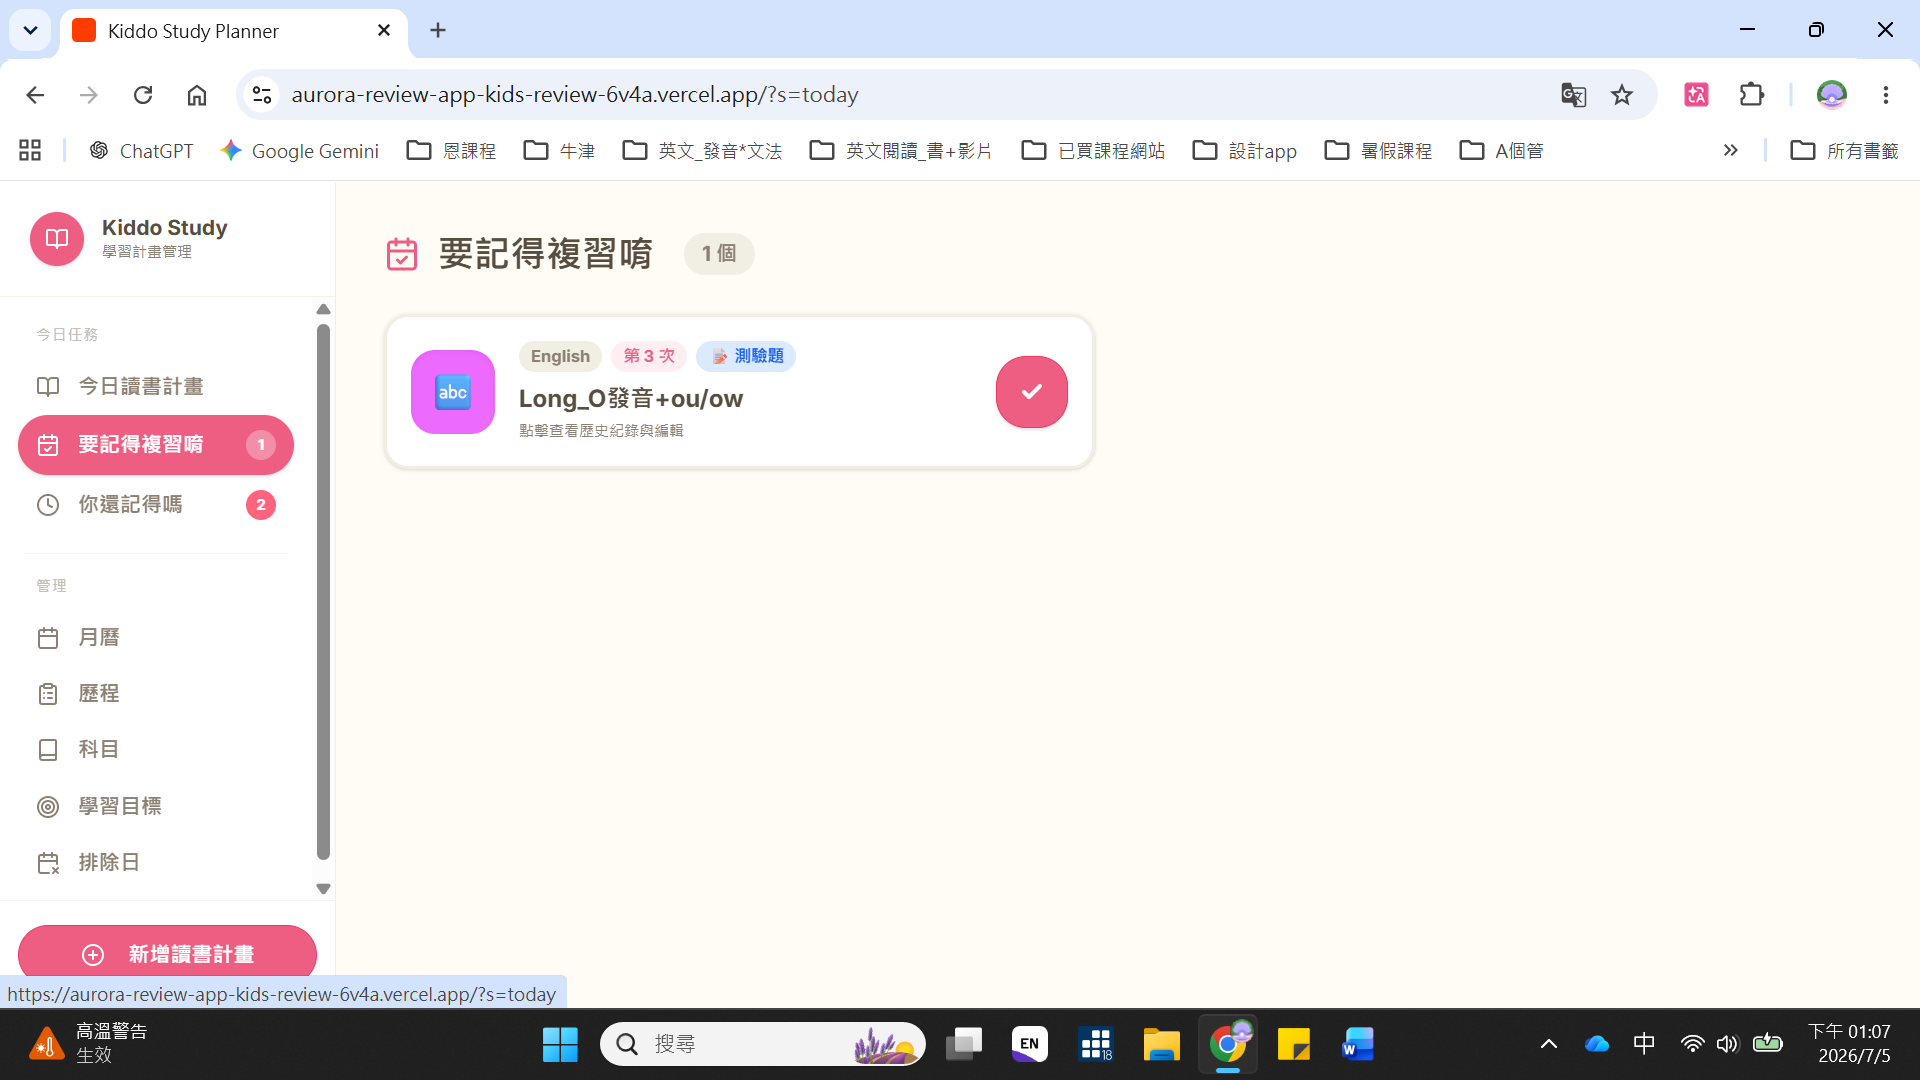 Kiddo Study Planner
aurora-review-app-kids-review-6v4a.vercel.app/?s=today
ChatGPT
Google Gemini
恩課程
牛津
英文_發音*文法
英文閱讀_書+影片
已買課程網站
設計app
暑假課程
A個管
所有書籤
Kiddo Study
學習計畫管理
今日任務
今日讀書計畫
要記得複習唷 1
你還記得嗎 2
管理
月曆
歷程
科目
學習目標
排除日
新增讀書計畫
要記得複習唷 1 個
abc
English 第 3 次 測驗題
Long_O發音+ou/ow
點擊查看歷史紀錄與編輯
https://aurora-review-app-kids-review-6v4a.vercel.app/?s=today
高溫警告
生效
搜尋
EN
18
W
中
下午 01:07
2026/7/5